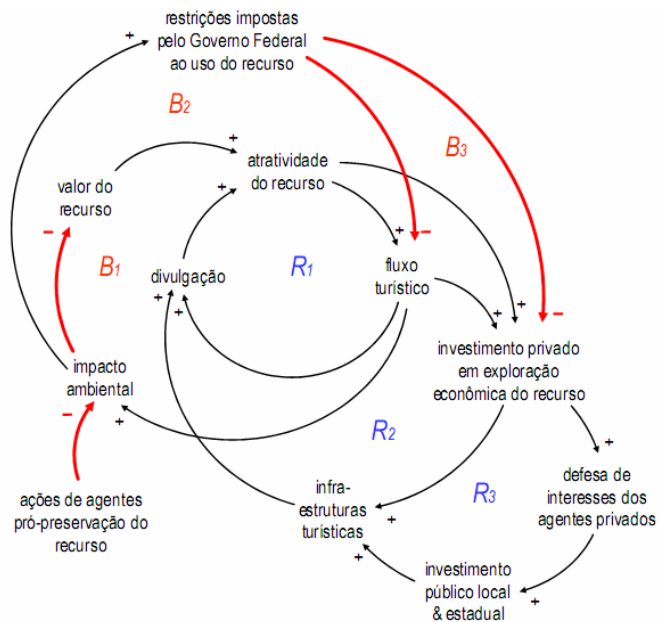 restrições impostas
pelo Governo Federal
ao uso do recurso
+
B2
+
atratividade
do recurso
B3
valor do
recurso
+
–
B1
divulgação
R1
+
–
fluxo
turístico
+
+
+
+
–
impacto
ambiental
investimento privado
em exploração
econômica do recurso
–
+
R2
+
ações de agentes
pró-preservação do
recurso
infra-
estruturas
turísticas
R3
defesa de
interesses dos
agentes privados
+
+
investimento
público local
& estadual
+